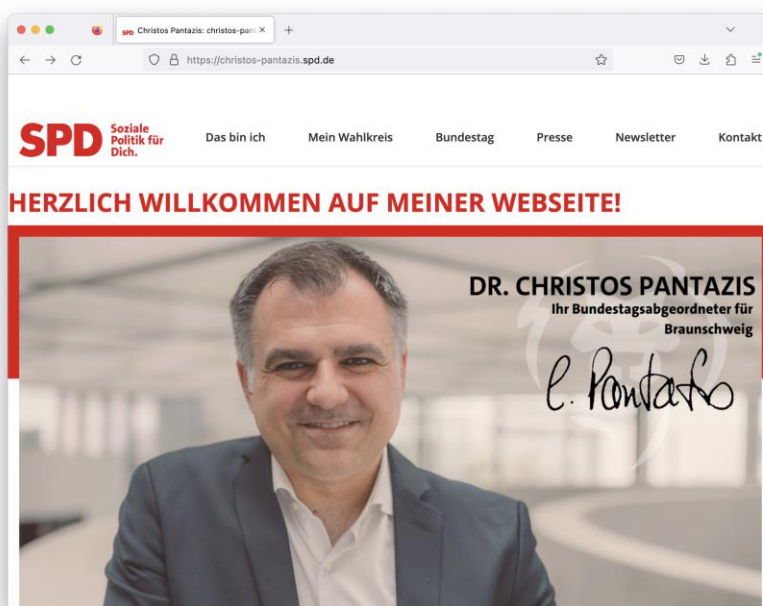 Christos Pantazis: christos-pan
https://christos-pantazis.spd.de
SPD Soziale
Politik für
Dich.
Das bin ich Mein Wahlkreis Bundestag Presse Newsletter Kontakt
HERZLICH WILLKOMMEN AUF MEINER WEBSEITE!
DR. CHRISTOS PANTAZIS
Ihr Bundestagsabgeordneter für
Braunschweig
C. Pantazis